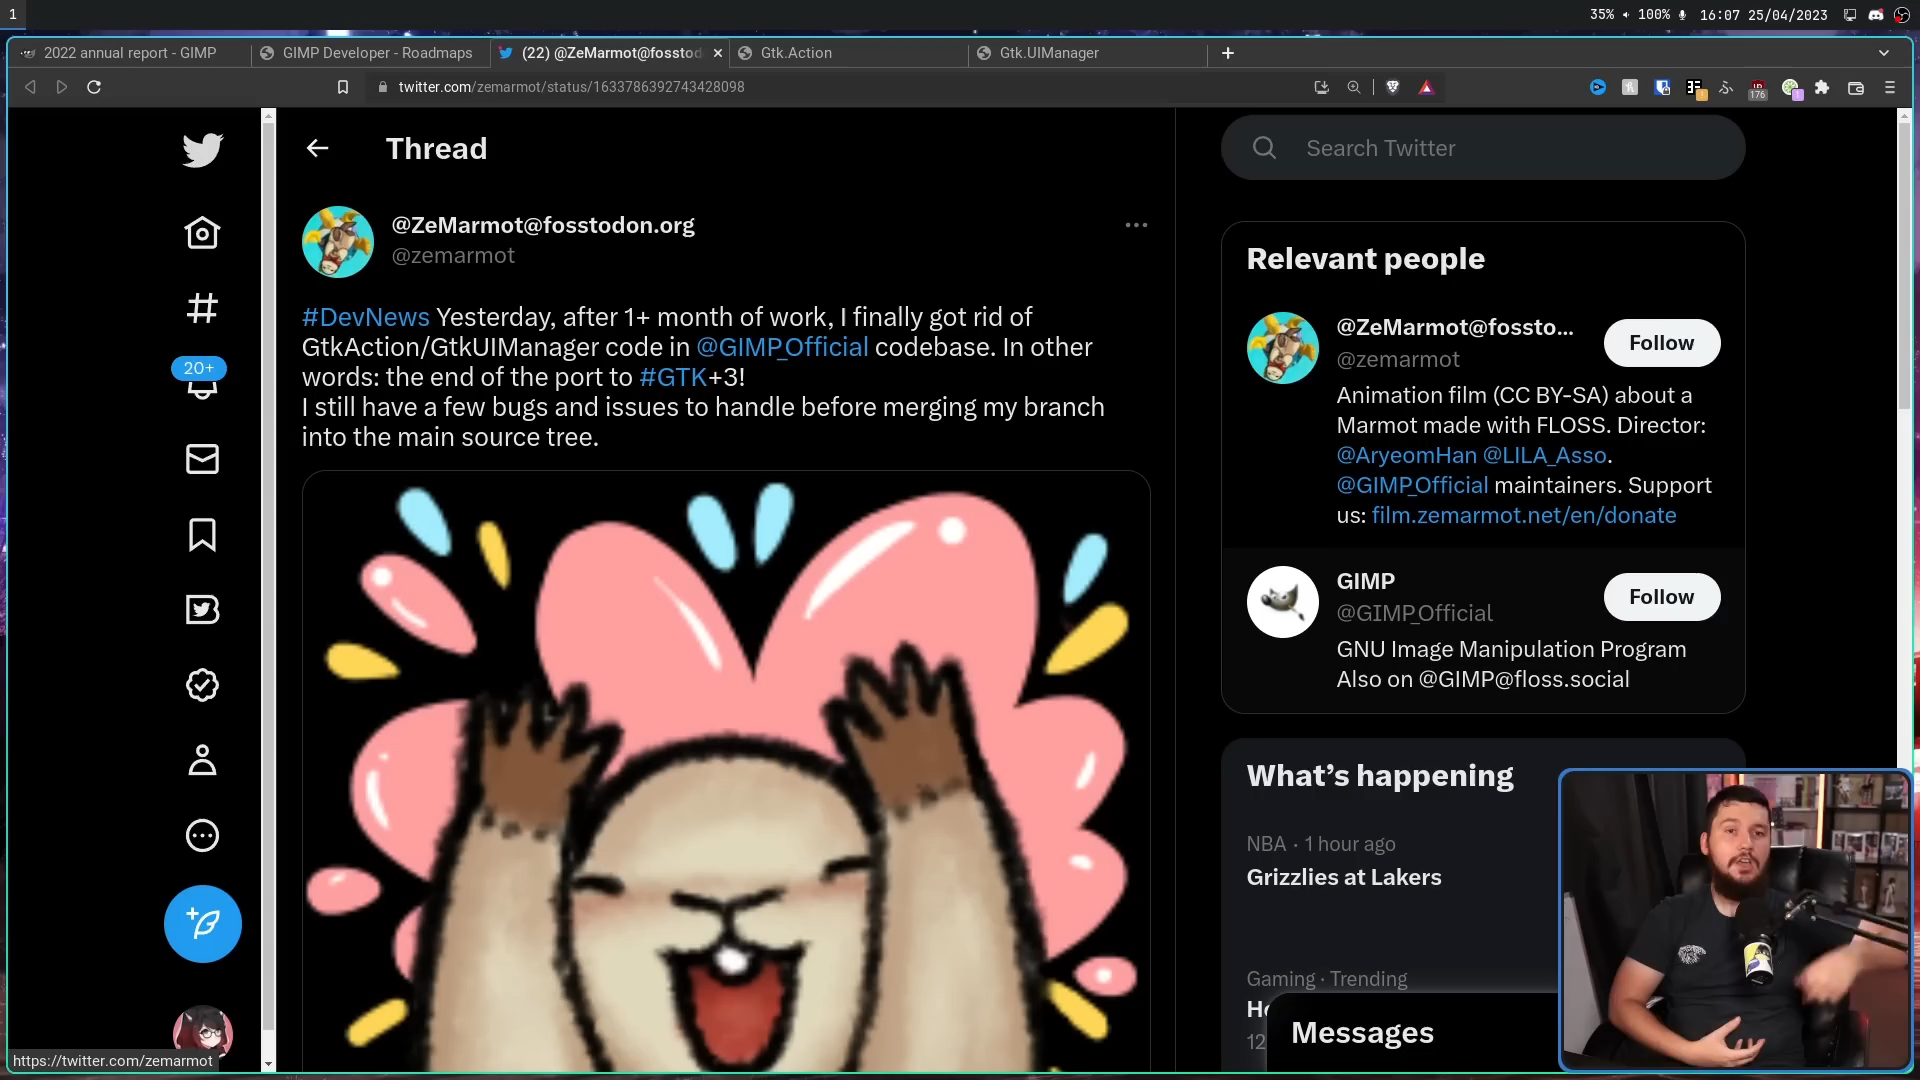 1
35%
100%
16:07 25/04/2023
2022 annual report - GIMP
GIMP Developer - Roadmaps
(22) @ZeMarmot@fosstod
Gtk.Action
Gtk.UIManager
twitter.com/zemarmot/status/1633786392743428098
176
1
Thread
Search Twitter
@ZeMarmot@fosstodon.org
@zemarmot
#DevNews Yesterday, after 1+ month of work, I finally got rid of
GtkAction/GtkUIManager code in @GIMP_Official codebase. In other
words: the end of the port to #GTK+3!
I still have a few bugs and issues to handle before merging my branch
into the main source tree.
20+
Relevant people
@ZeMarmot@fossto...
@zemarmot
Follow
Animation film (CC BY-SA) about a
Marmot made with FLOSS. Director:
@AryeomHan @LILA_Asso.
@GIMP_Official maintainers. Support
us: film.zemarmot.net/en/donate
GIMP
@GIMP_Official
Follow
GNU Image Manipulation Program
Also on @GIMP@floss.social
What's happening
NBA · 1 hour ago
Grizzlies at Lakers
Gaming · Trending
Messages
https://twitter.com/zemarmot